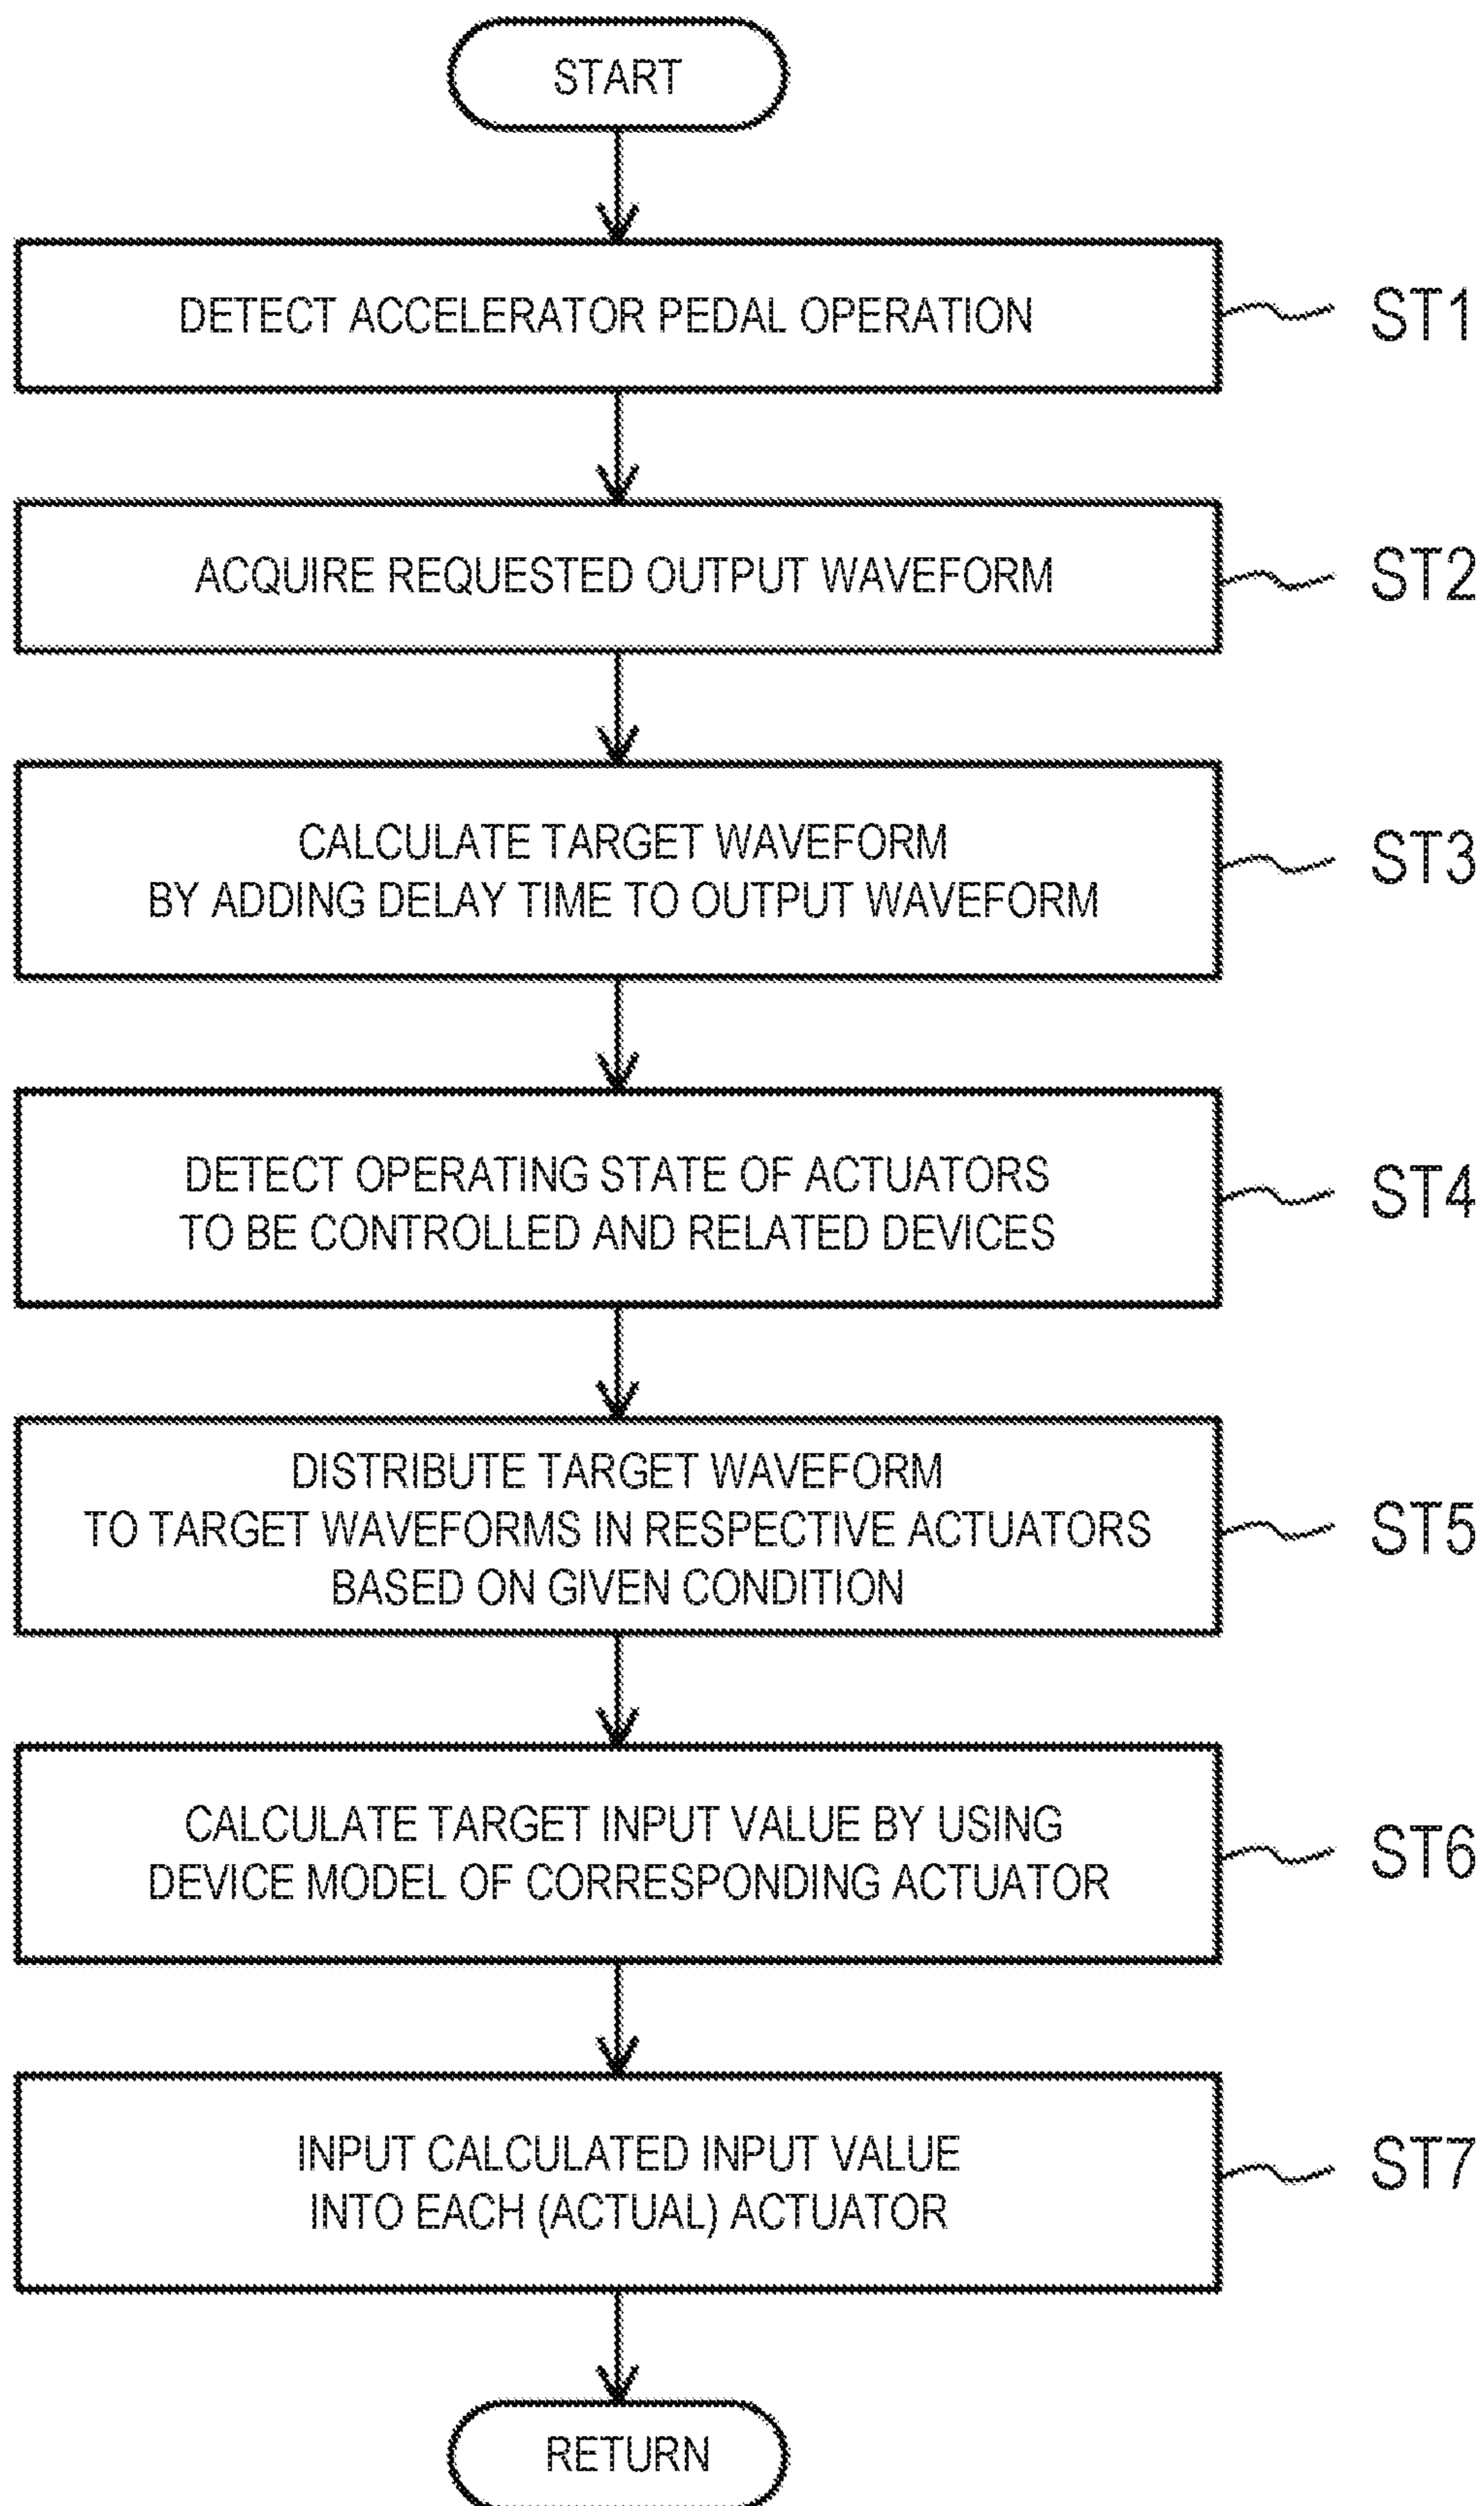 START
DETECT ACCELERATOR PEDAL OPERATION
ST1
ACQUIRE REQUESTED OUTPUT WAVEFORM
ST2
CALCULATE TARGET WAVEFORM
BY ADDING DELAY TIME TO OUTPUT WAVEFORM
ST3
DETECT OPERATING STATE OF ACTUATORS
TO BE CONTROLLED AND RELATED DEVICES
ST4
DISTRIBUTE TARGET WAVEFORM
TO TARGET WAVEFORMS IN RESPECTIVE ACTUATORS
BASED ON GIVEN CONDITION
ST5
CALCULATE TARGET INPUT VALUE BY USING
DEVICE MODEL OF CORRESPONDING ACTUATOR
ST6
INPUT CALCULATED INPUT VALUE
INTO EACH (ACTUAL) ACTUATOR
ST7
RETURN